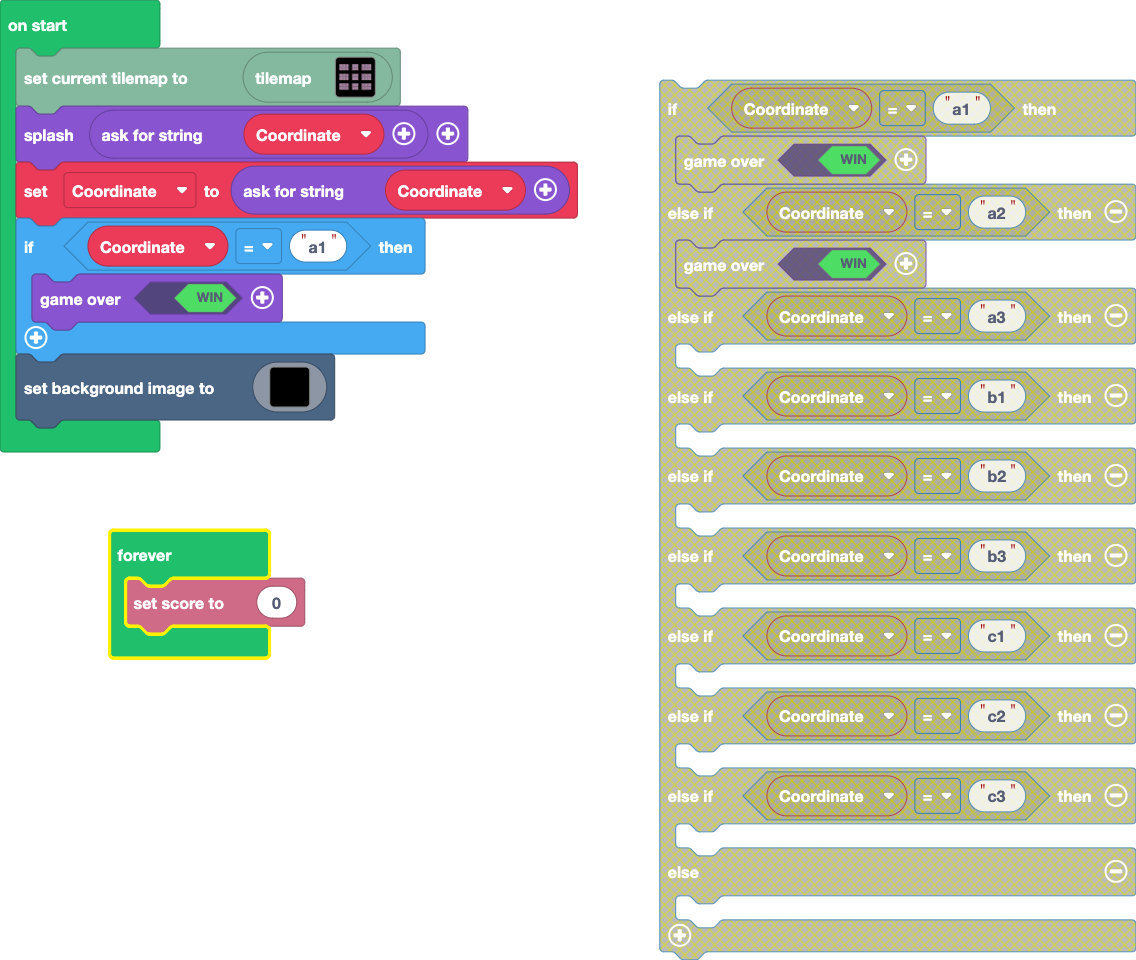 on start
set current tilemap to tilemap
splash ask for string Coordinate
set Coordinate to ask for string Coordinate
if Coordinate = "a1" then
game over WIN
set background image to
forever
set score to 0
if Coordinate = "a1" then
game over WIN
else if Coordinate = "a2" then
game over WIN
else if Coordinate = "a3" then
else if Coordinate = "b1" then
else if Coordinate = "b2" then
else if Coordinate = "b3" then
else if Coordinate = "c1" then
else if Coordinate = "c2" then
else if Coordinate = "c3" then
else